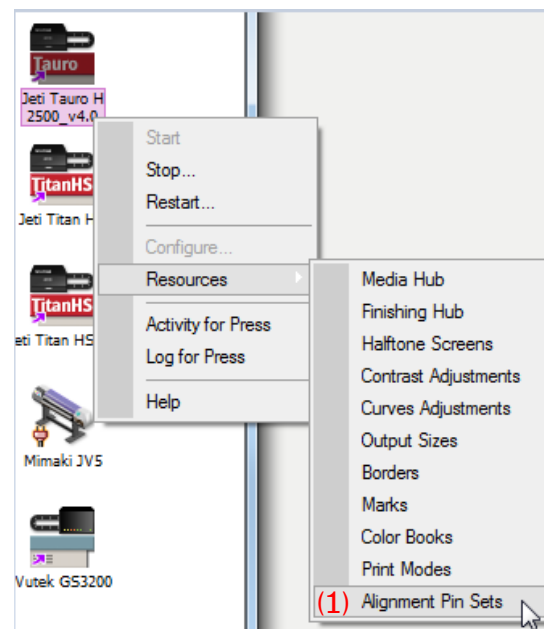 Tauro
Jeti Tauro H
2500_v4.0
TitanHS
Jeti Titan H
TitanHS
eti Titan HS
Mimaki JV5
Vutek GS3200
Start
Stop...
Restart...
Configure...
Resources
Activity for Press
Log for Press
Help
Media Hub
Finishing Hub
Halftone Screens
Contrast Adjustments
Curves Adjustments
Output Sizes
Borders
Marks
Color Books
Print Modes
(1) Alignment Pin Sets